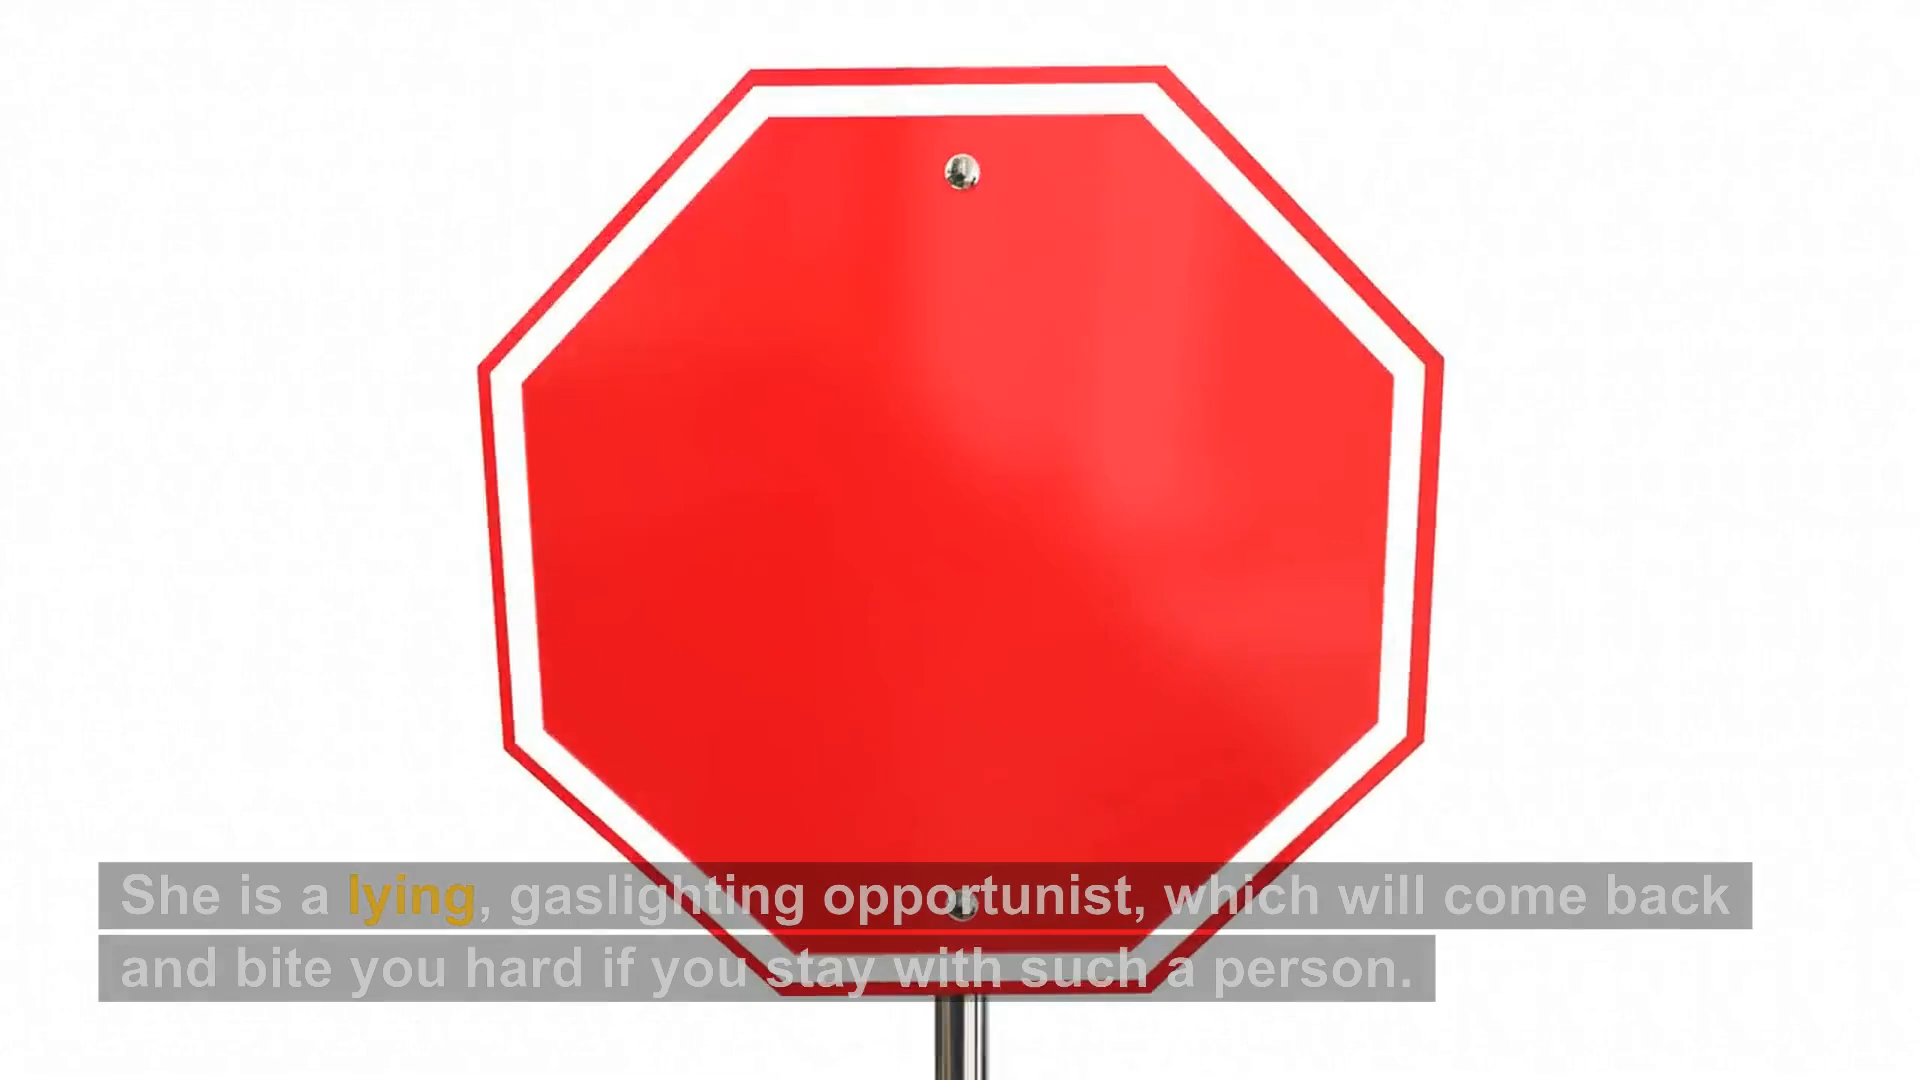 She is a lying, gaslighting opportunist, which will come back
and bite you hard if you stay with such a person.